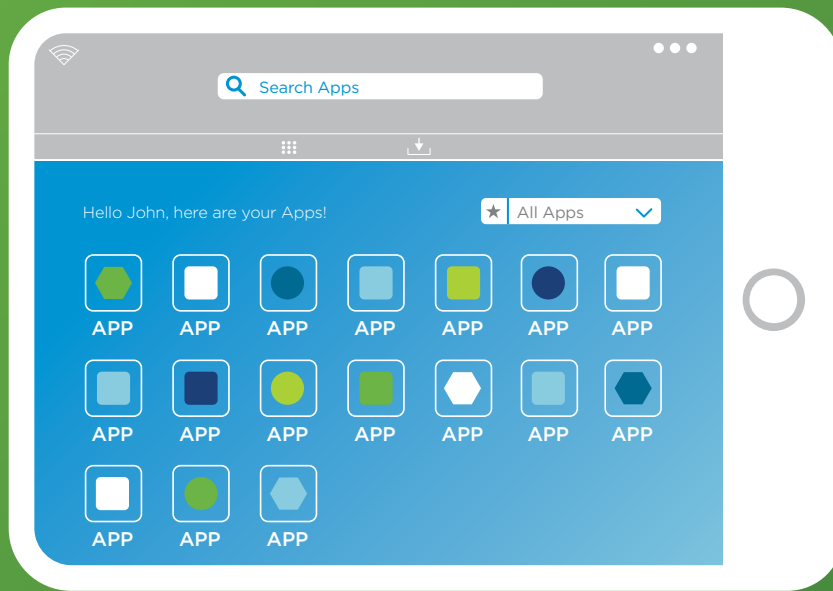 Search Apps
Hello John, here are your Apps!
All Apps
APP APP APP APP APP APP APP
APP APP APP APP APP APP APP
APP APP APP